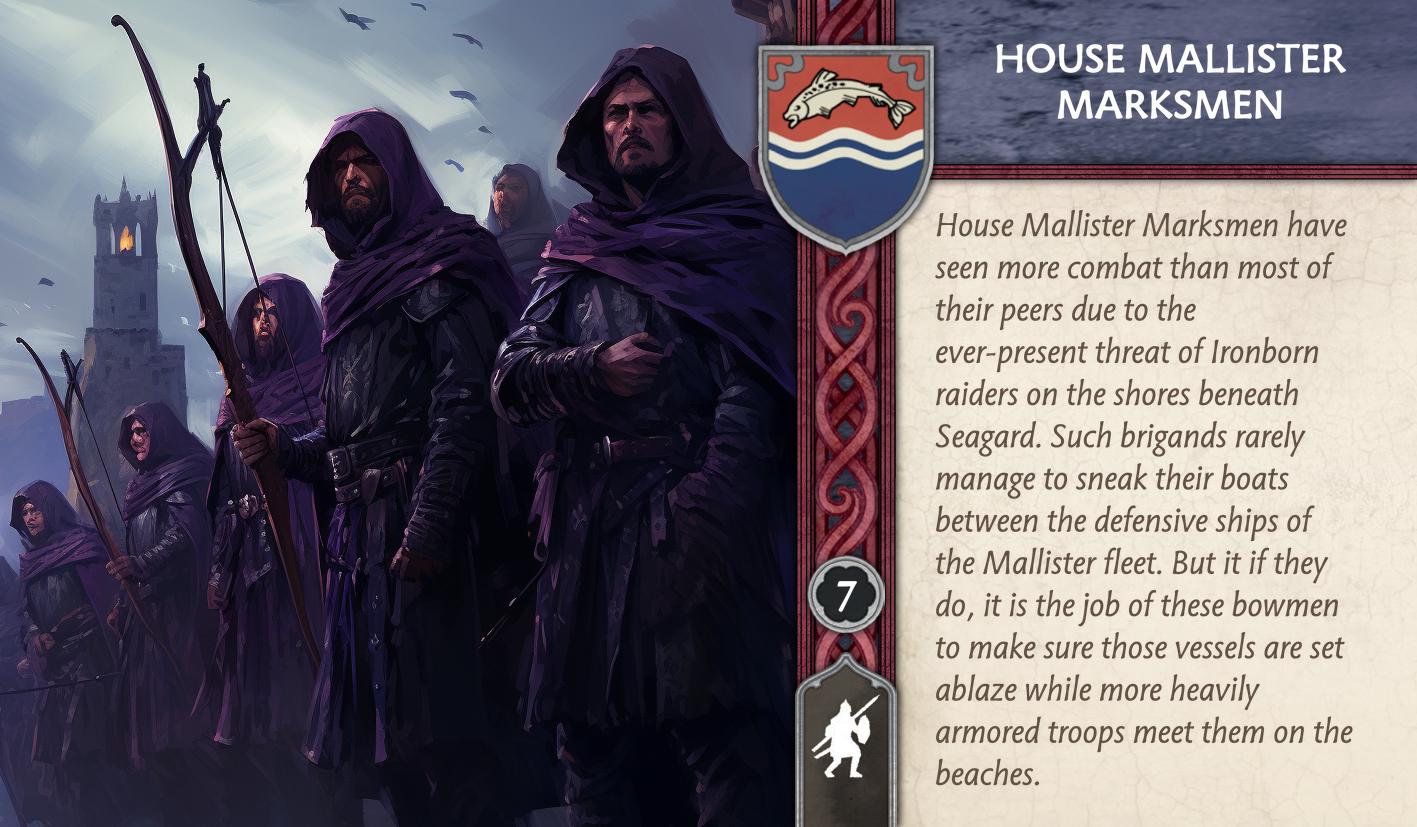 HOUSE MALLISTER
MARKSMEN
House Mallister Marksmen have
seen more combat than most of
their peers due to the
ever-present threat of Ironborn
raiders on the shores beneath
Seagard. Such brigands rarely
manage to sneak their boats
between the defensive ships of
the Mallister fleet. But it if they
do, it is the job of these bowmen
to make sure those vessels are set
ablaze while more heavily
armored troops meet them on the
beaches.
7